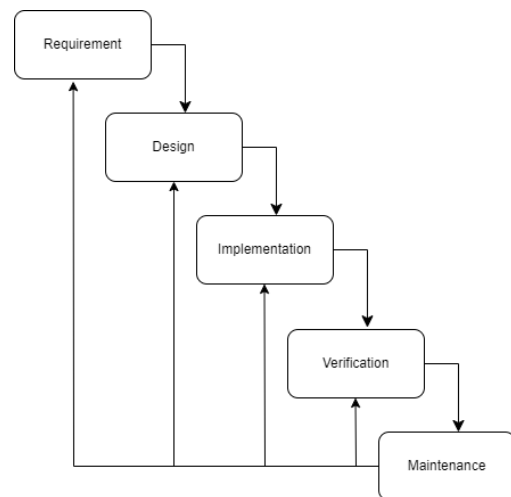 Requirement
Design
Implementation
Verification
Maintenance